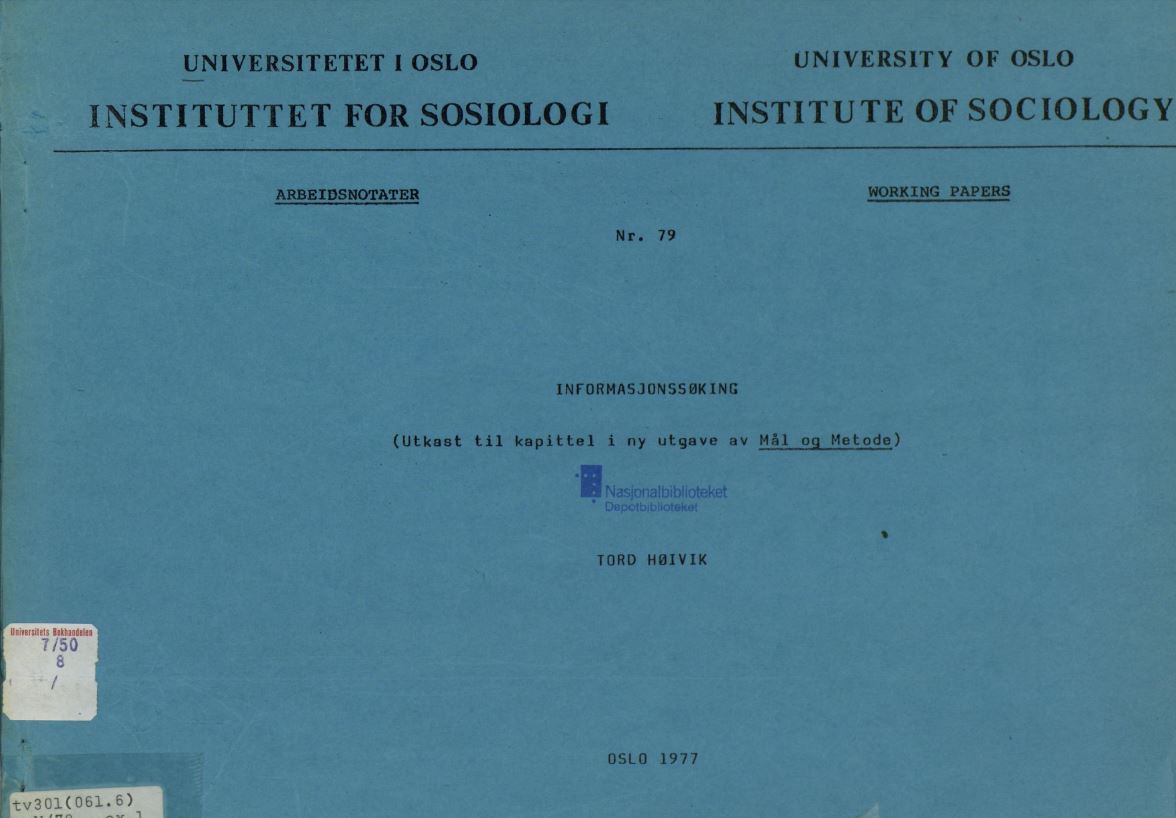 UNIVERSITETET I OSLO
INSTITUTTET FOR SOSIOLOGI
UNIVERSITY OF OSLO
INSTITUTE OF SOCIOLOGY
ARBEIDSNOTATER
WORKING PAPERS
Nr. 79
INFORMASJONSSØKING
(Utkast til kapittel i ny utgave av Mål og Metode)
Nasjonalbiblioteket
Depotbiblioteket
TORD HØIVIK
Universitets Bokhandelen
7/50
8
/
OSLO 1977
tv301(061.6)
ex 1